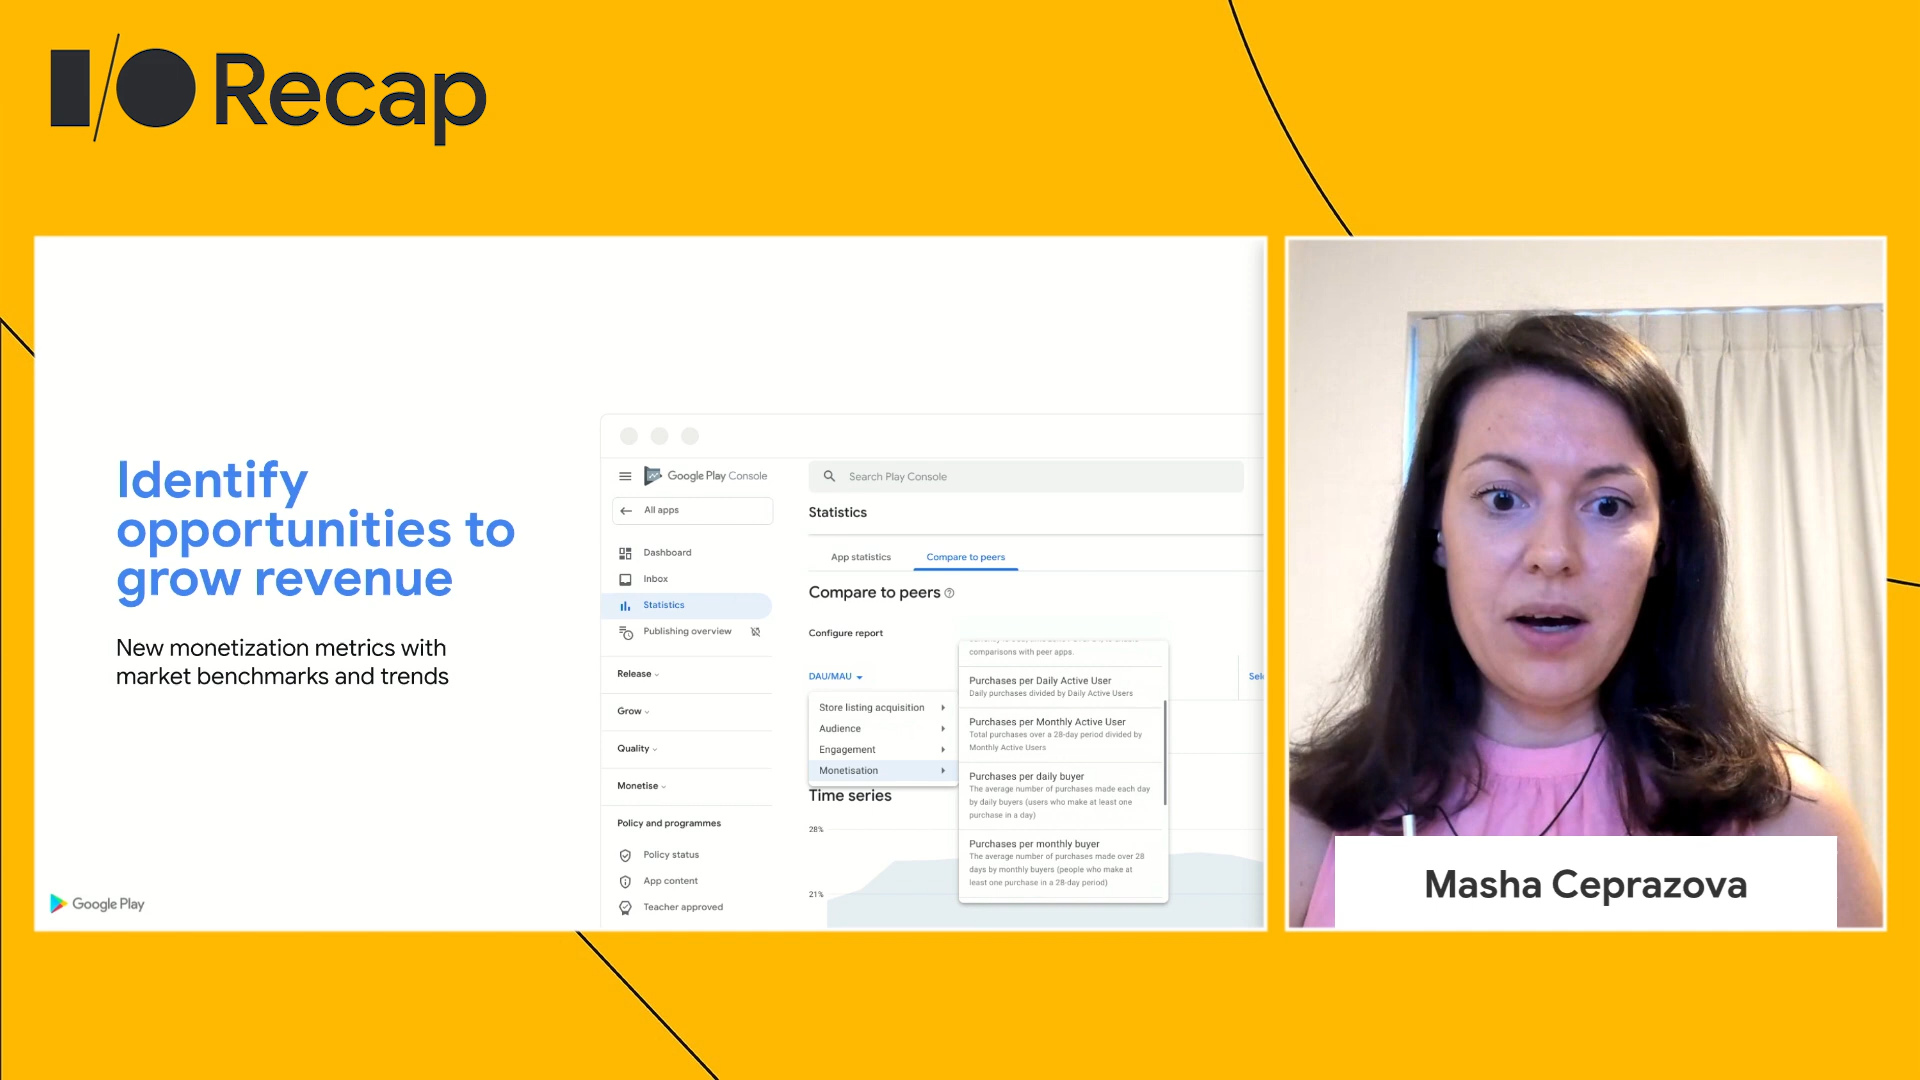 I/O Recap
Identify
opportunities to
grow revenue
New monetization metrics with
market benchmarks and trends
Google Play
Google Play Console
Search Play Console
All apps
Dashboard
Inbox
Statistics
Publishing overview
Release
Grow
Quality
Monetise
Policy and programmes
Policy status
App content
Teacher approved
Statistics
App statistics
Compare to peers
Compare to peers
Configure report
DAU/MAU
Store listing acquisition
Audience
Engagement
Monetisation
comparisons with peer apps.
Purchases per Daily Active User
Daily purchases divided by Daily Active Users
Purchases per Monthly Active User
Total purchases over a 28-day period divided by
Monthly Active Users
Purchases per daily buyer
The average number of purchases made each day
by daily buyers (users who make at least one
purchase in a day)
Purchases per monthly buyer
The average number of purchases made over 28
days by monthly buyers (people who make at
least one purchase in a 28-day period)
Time series
28%
21%
Masha Ceprazova